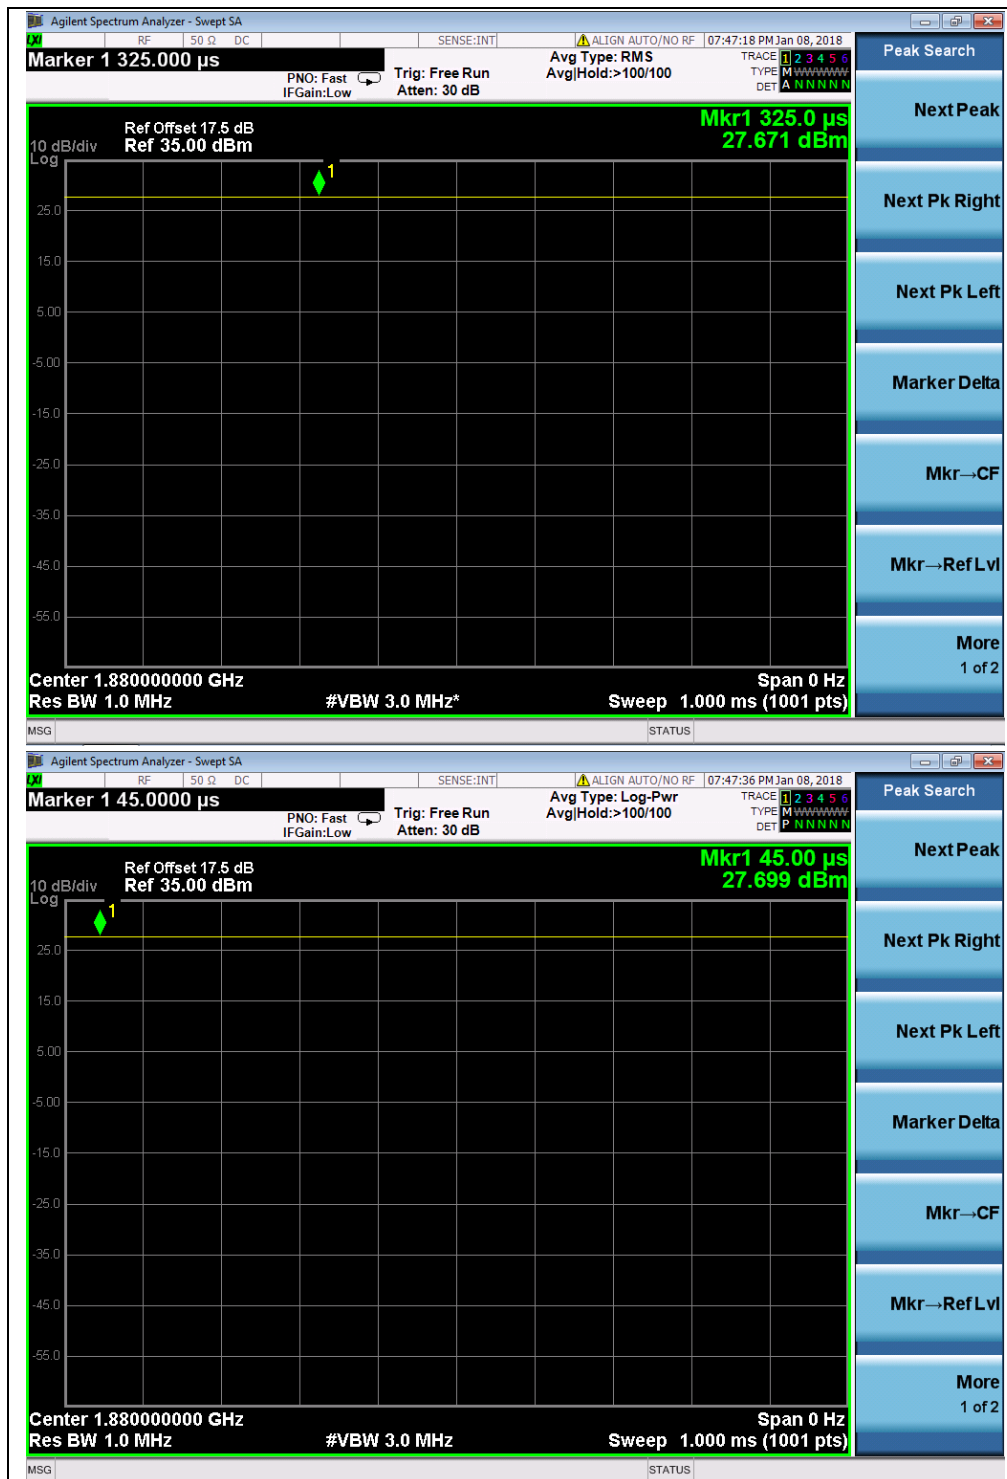 Agilent Spectrum Analyzer - Swept SA
LXI RF 50 Ω DC SENSE:INT ALIGN AUTO/NO RF 07:47:18 PM Jan 08, 2018
Marker 1 325.000 µs
PNO: Fast
IFGain:Low
Trig: Free Run
Atten: 30 dB
Avg Type: RMS
Avg|Hold:>100/100
TRACE 1 2 3 4 5 6
TYPE M WWWWW
DET A N N N N N
Peak Search
Mkr1 325.0 µs
27.671 dBm
Ref Offset 17.5 dB
10 dB/div Ref 35.00 dBm
Log
1
25.0
15.0
5.00
-5.00
-15.0
-25.0
-35.0
-45.0
-55.0
Center 1.880000000 GHz Span 0 Hz
Res BW 1.0 MHz #VBW 3.0 MHz* Sweep 1.000 ms (1001 pts)
MSG STATUS
Next Peak
Next Pk Right
Next Pk Left
Marker Delta
Mkr→CF
Mkr→Ref Lvl
More
1 of 2
Agilent Spectrum Analyzer - Swept SA
LXI RF 50 Ω DC SENSE:INT ALIGN AUTO/NO RF 07:47:36 PM Jan 08, 2018
Marker 1 45.0000 µs
PNO: Fast
IFGain:Low
Trig: Free Run
Atten: 30 dB
Avg Type: Log-Pwr
Avg|Hold:>100/100
TRACE 1 2 3 4 5 6
TYPE M WWWWW
DET P N N N N N
Peak Search
Mkr1 45.00 µs
27.699 dBm
Ref Offset 17.5 dB
10 dB/div Ref 35.00 dBm
Log
1
25.0
15.0
5.00
-5.00
-15.0
-25.0
-35.0
-45.0
-55.0
Center 1.880000000 GHz Span 0 Hz
Res BW 1.0 MHz #VBW 3.0 MHz Sweep 1.000 ms (1001 pts)
MSG STATUS
Next Peak
Next Pk Right
Next Pk Left
Marker Delta
Mkr→CF
Mkr→Ref Lvl
More
1 of 2